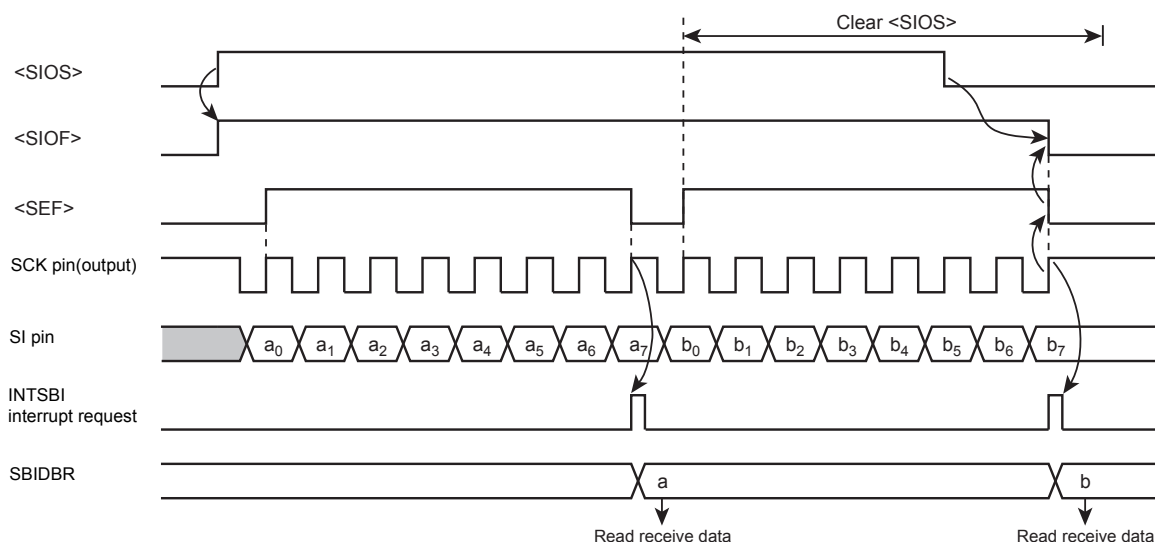 Clear <SIOS>
<SIOS>
<SIOF>
<SEF>
SCK pin(output)
SI pin
a0 a1 a2 a3 a4 a5 a6 a7 b0 b1 b2 b3 b4 b5 b6 b7
INTSBI
interrupt request
SBIDBR
a b
Read receive data Read receive data